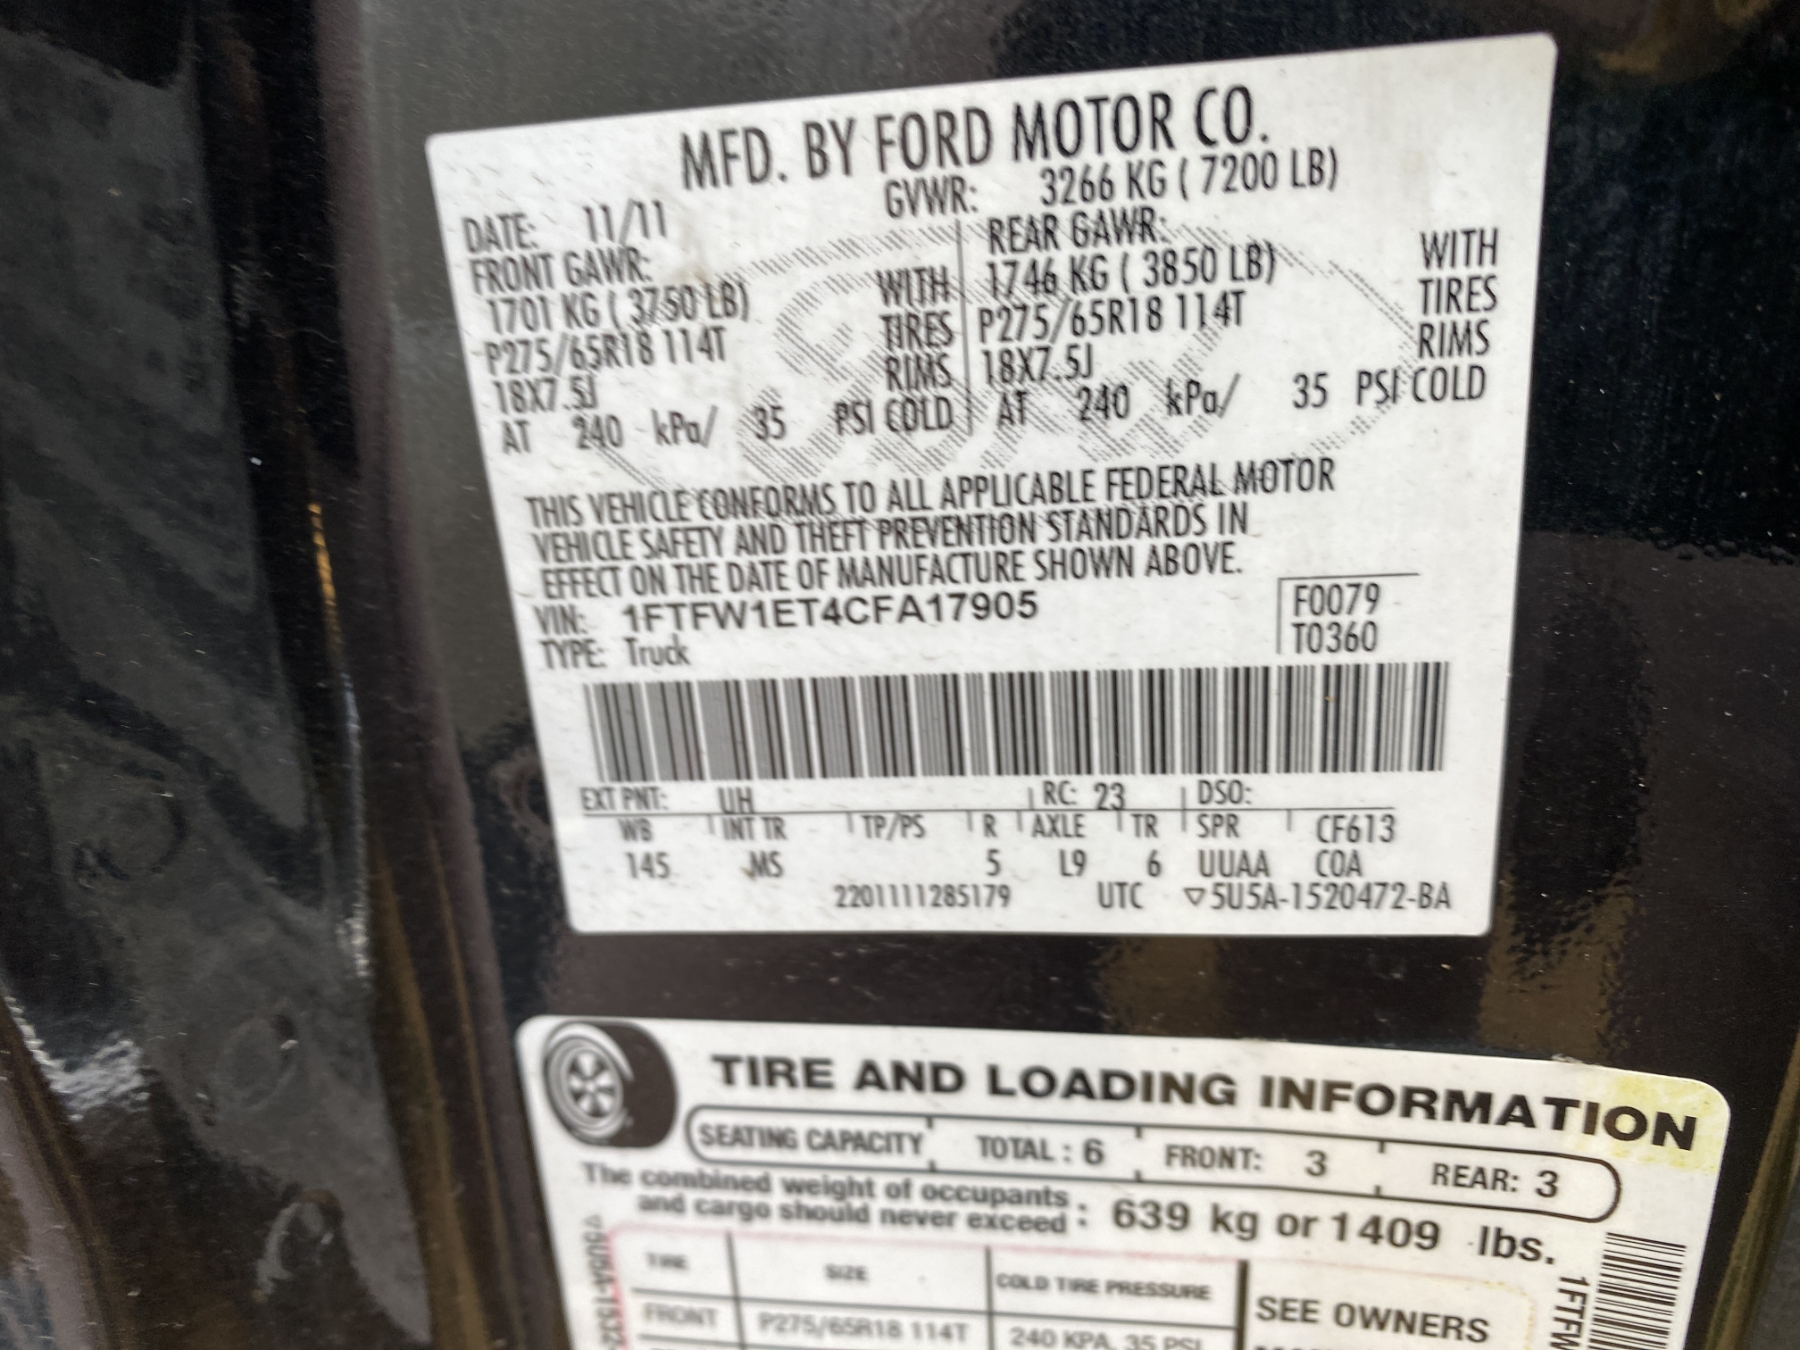 MFD. BY FORD MOTOR CO.
DATE: 11/11 GVWR: 3266 KG ( 7200 LB)
FRONT GAWR: REAR GAWR:
1701 KG ( 3750 LB) WITH 1746 KG ( 3850 LB) WITH
P275/65R18 114T TIRES P275/65R18 114T TIRES
18X7.5J RIMS 18X7.5J RIMS
AT 240 kPa/ 35 PSI COLD AT 240 kPa/ 35 PSI COLD
THIS VEHICLE CONFORMS TO ALL APPLICABLE FEDERAL MOTOR
VEHICLE SAFETY AND THEFT PREVENTION STANDARDS IN
EFFECT ON THE DATE OF MANUFACTURE SHOWN ABOVE.
VIN: 1FTFW1ET4CFA17905 F0079
TYPE: Truck T0360
EXT PNT: UH RC: 23 DSO:
WB INT TR TP/PS R AXLE TR SPR CF613
145 MS 5 L9 6 UUAA COA
2201111285179 UTC ▽5U5A-1520472-BA
TIRE AND LOADING INFORMATION
SEATING CAPACITY TOTAL : 6 FRONT: 3 REAR: 3
The combined weight of occupants
and cargo should never exceed : 639 kg or 1409 lbs.
TIRE SIZE COLD TIRE PRESSURE SEE OWNERS
FRONT P275/65R18 114T 240 KPA, 35 PSI
▽5U5A-1532
1FTFW